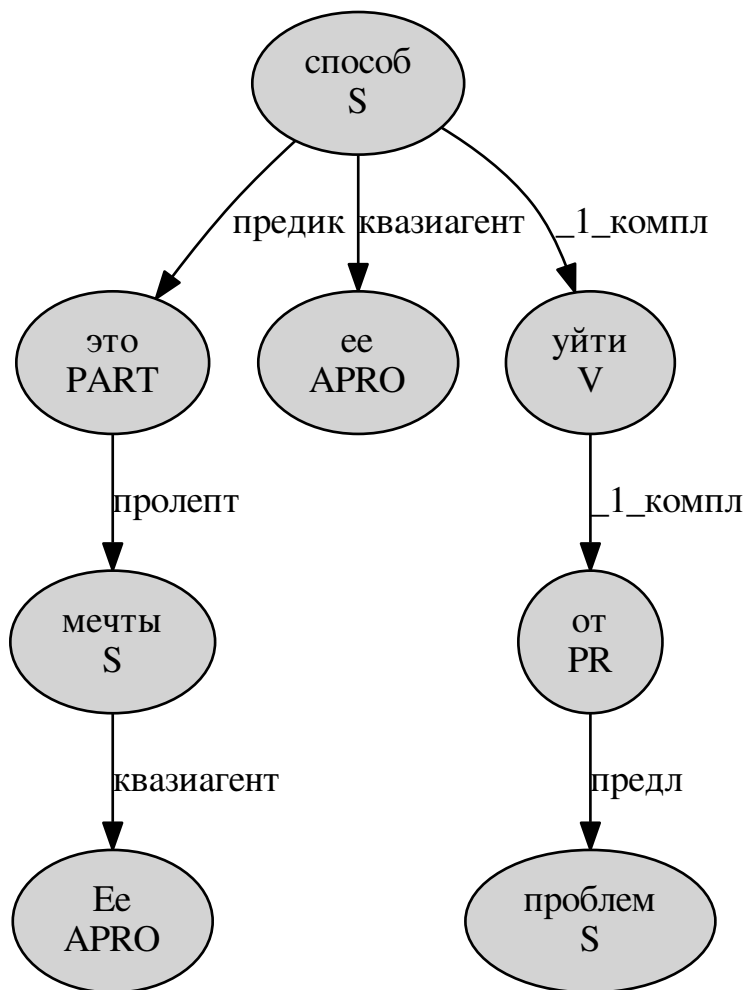 способ
S
предик квазиагент _1_компл
это
PART
ее
APRO
уйти
V
пролепт
_1_компл
мечты
S
от
PR
квазиагент
предл
Ее
APRO
проблем
S